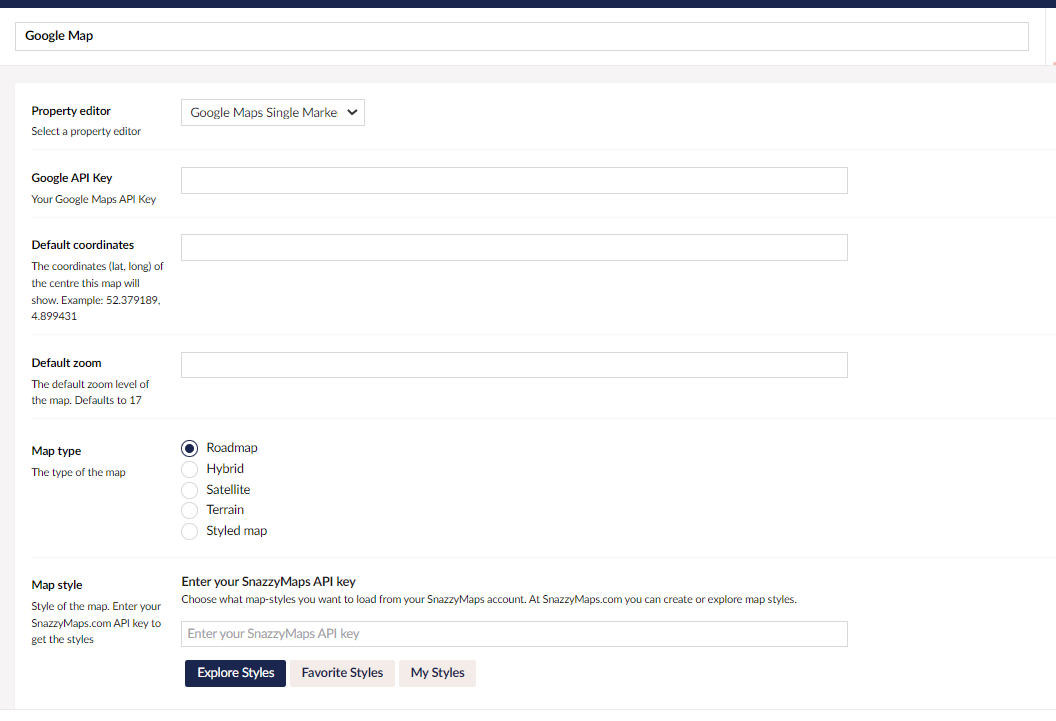 Google Map
Property editor
Select a property editor
Google Maps Single Marke
Google API Key
Your Google Maps API Key
Default coordinates
The coordinates (lat, long) of
the centre this map will
show. Example: 52.379189,
4.899431
Default zoom
The default zoom level of
the map. Defaults to 17
Map type
The type of the map
Roadmap
Hybrid
Satellite
Terrain
Styled map
Map style
Style of the map. Enter your
SnazzyMaps.com API key to
get the styles
Enter your SnazzyMaps API key
Choose what map-styles you want to load from your SnazzyMaps account. At SnazzyMaps.com you can create or explore map styles.
Enter your SnazzyMaps API key
Explore Styles
Favorite Styles
My Styles